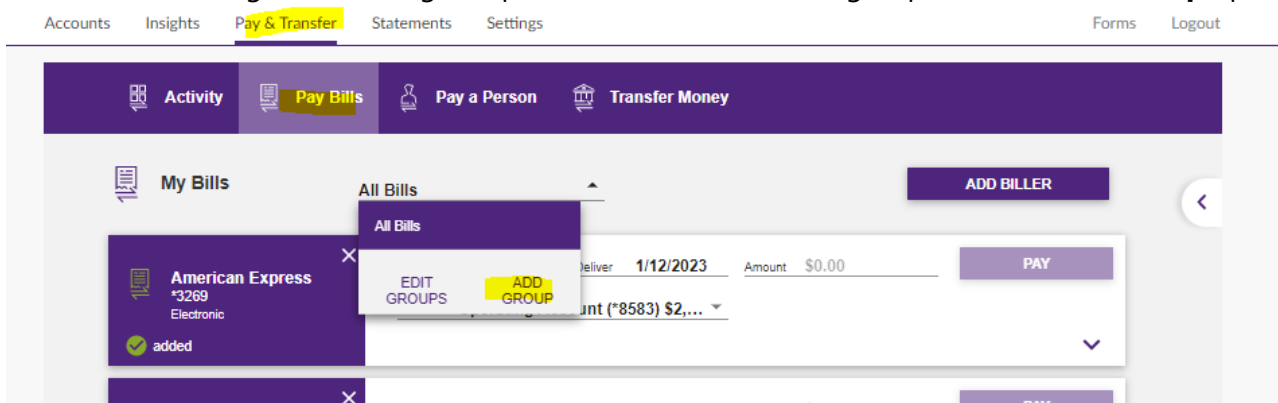 Accounts Insights Pay & Transfer Statements Settings Forms Logout
Activity Pay Bills Pay a Person Transfer Money
My Bills All Bills ADD BILLER
All Bills
American Express Deliver 1/12/2023 Amount $0.00 PAY
*3269 EDIT GROUPS ADD GROUP
Electronic (*8583) $2,...
added